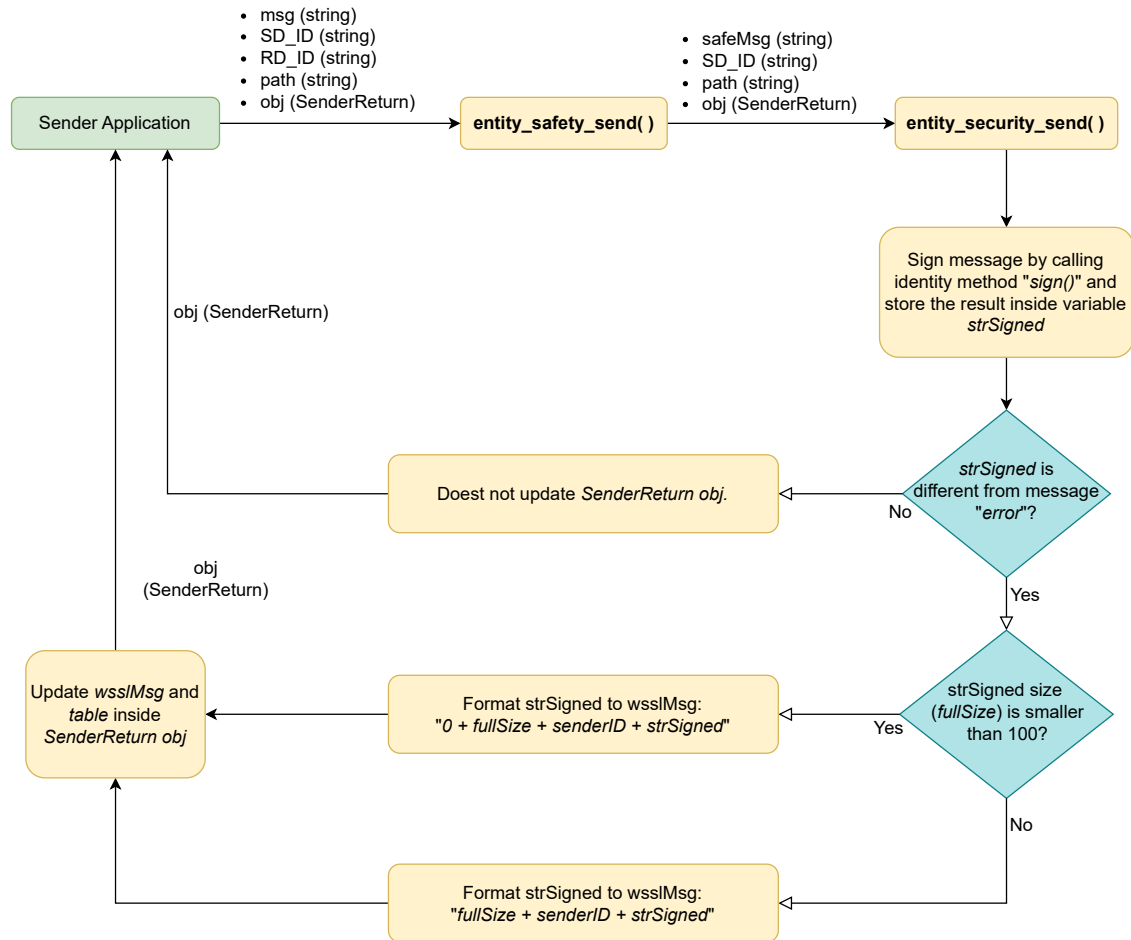 • msg (string)
• SD_ID (string)
• RD_ID (string)
• path (string)
• obj (SenderReturn)
• safeMsg (string)
• SD_ID (string)
• path (string)
• obj (SenderReturn)
Sender Application
entity_safety_send( )
entity_security_send( )
Sign message by calling
identity method "sign()" and
store the result inside variable
strSigned
obj (SenderReturn)
strSigned is
different from message
"error"?
No
Doest not update SenderReturn obj.
obj
(SenderReturn)
Yes
strSigned size
(fullSize) is smaller
than 100?
Yes
Format strSigned to wsslMsg:
"0 + fullSize + senderID + strSigned"
Update wsslMsg and
table inside
SenderReturn obj
No
Format strSigned to wsslMsg:
"fullSize + senderID + strSigned"